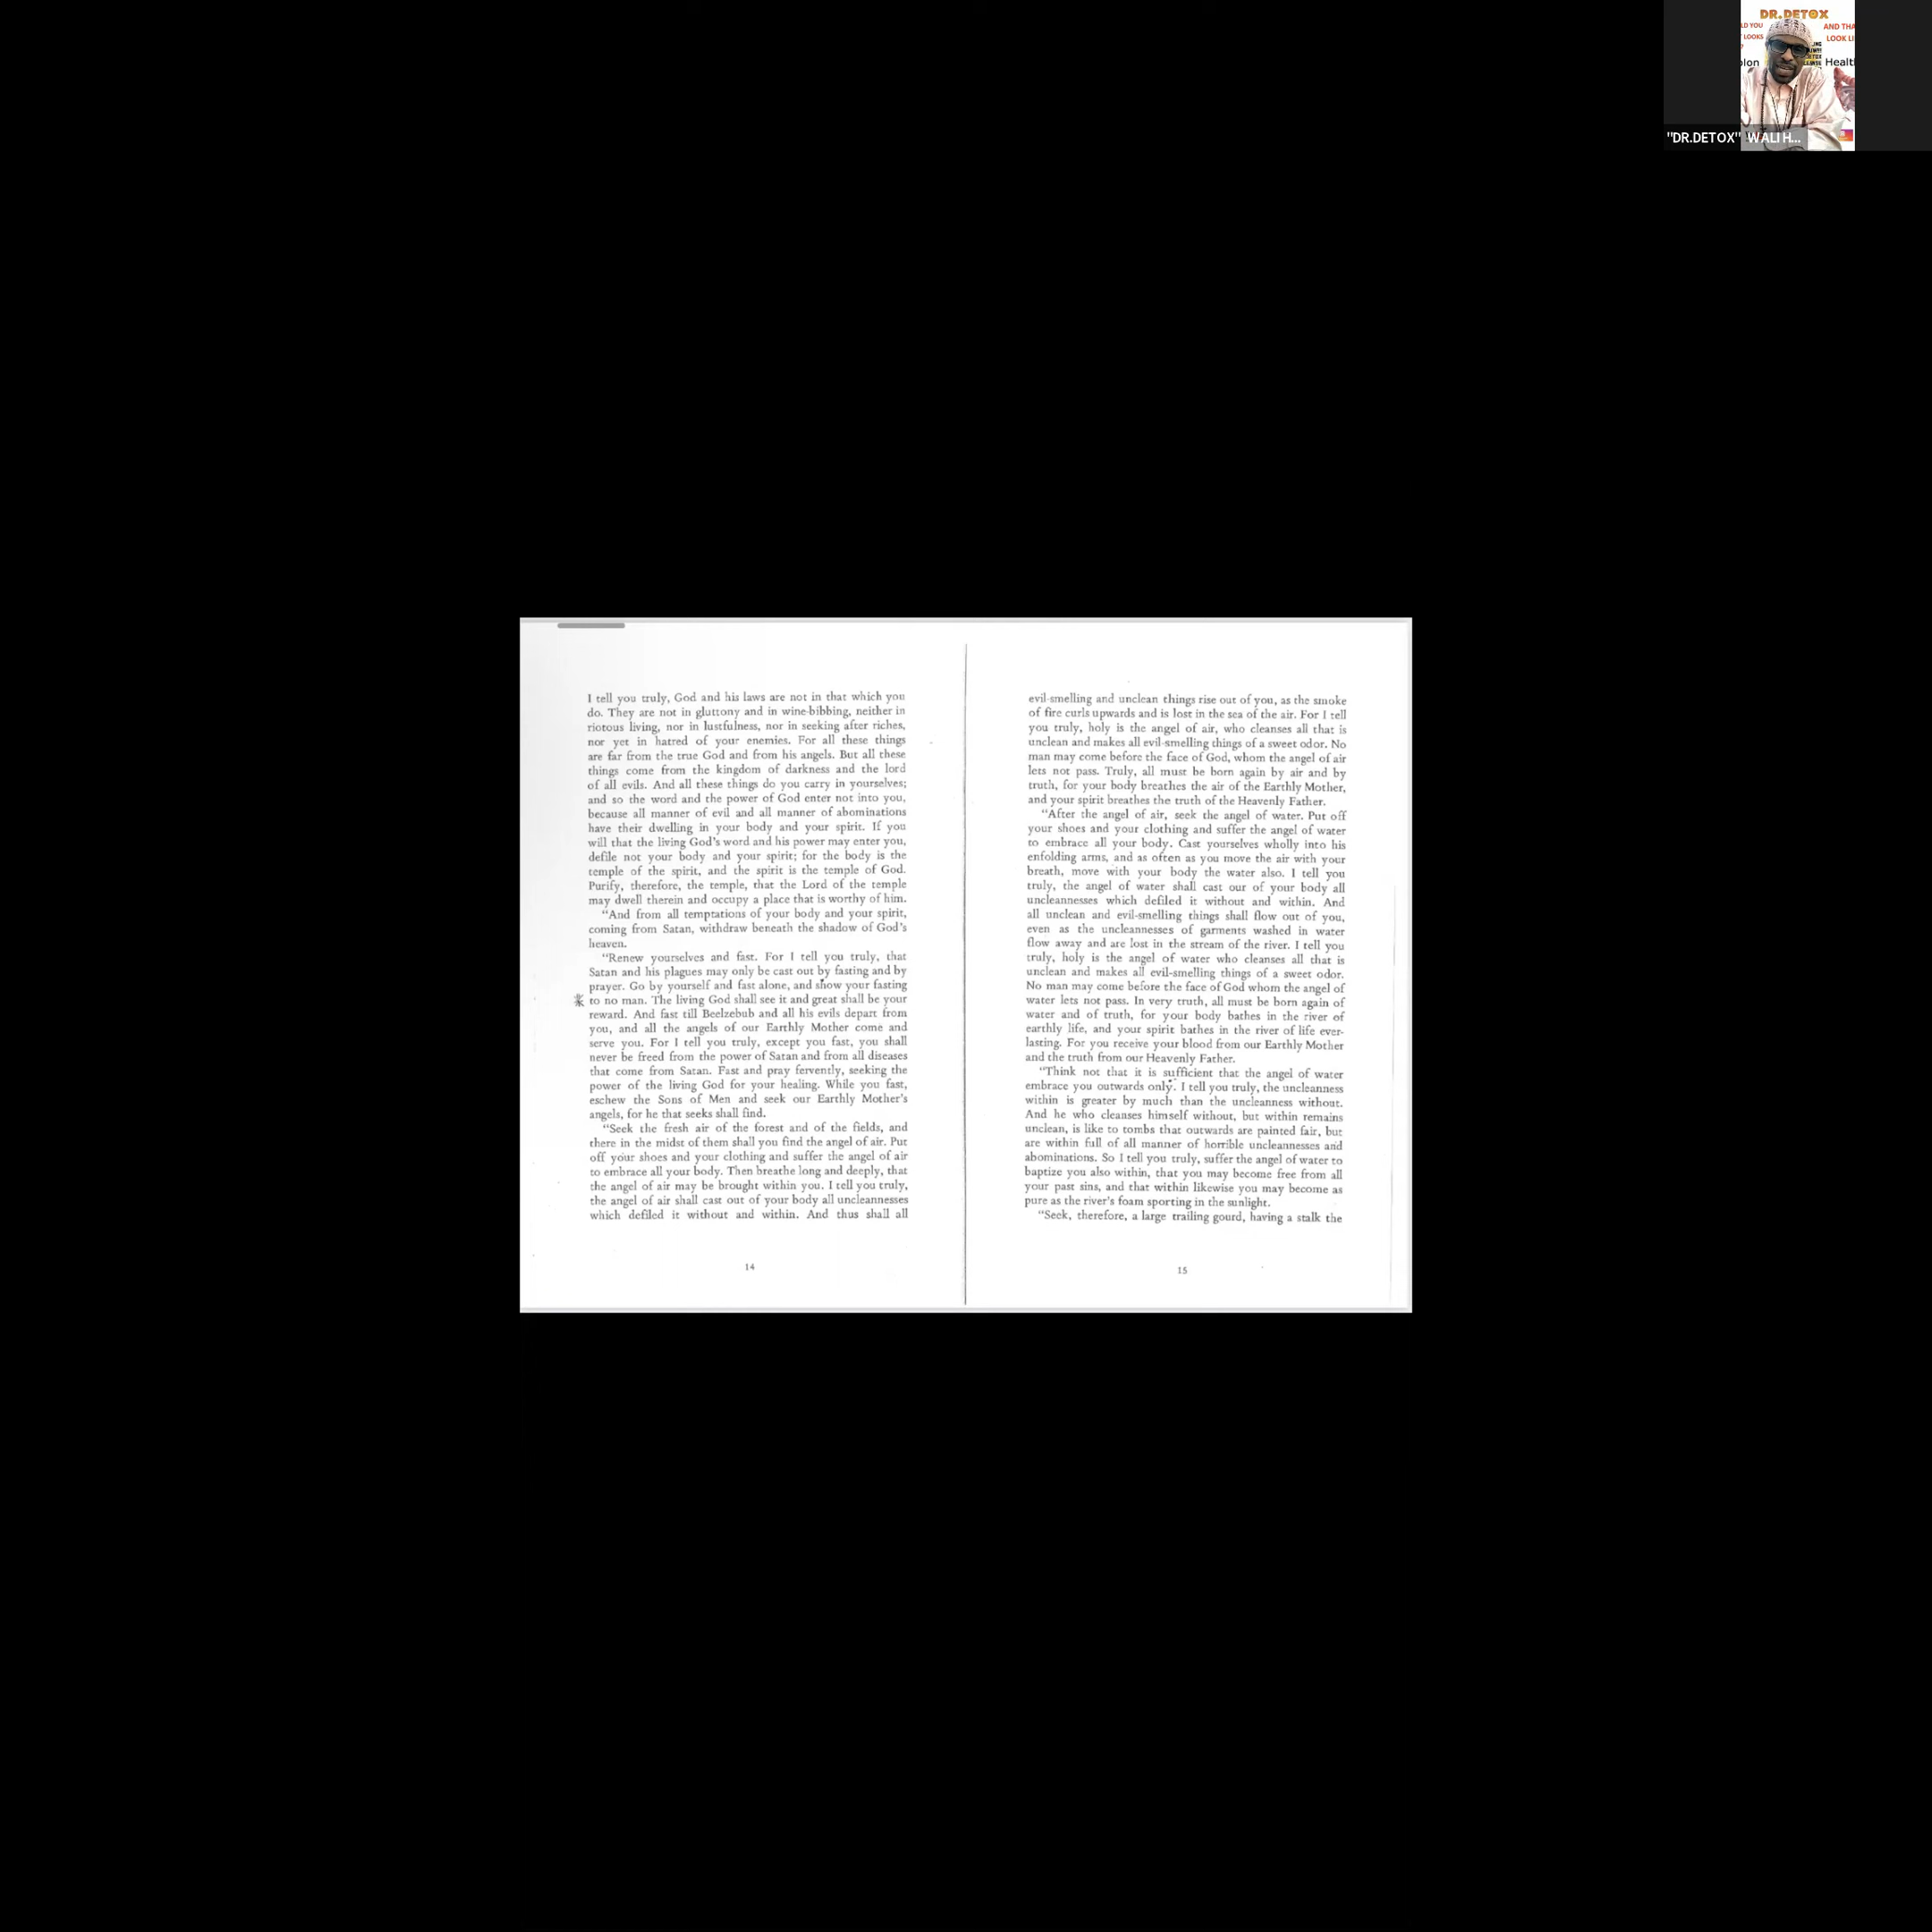 DR.DETOX
LD YOU
AND THA
LOOKS
LOOK LI
?
olon
Healt
"DR.DETOX" WALI H...
I tell you truly, God and his laws are not in that which you
do. They are not in gluttony and in wine-bibbing, neither in
riotous living, nor in lustfulness, nor in seeking after riches,
nor yet in hatred of your enemies. For all these things
are far from the true God and from his angels. But all these
things come from the kingdom of darkness and the lord
of all evils. And all these things do you carry in yourselves;
and so the word and the power of God enter not into you,
because all manner of evil and all manner of abominations
have their dwelling in your body and your spirit. If you
will that the living God's word and his power may enter you,
defile not your body and your spirit; for the body is the
temple of the spirit, and the spirit is the temple of God.
Purify, therefore, the temple, that the Lord of the temple
may dwell therein and occupy a place that is worthy of him.
"And from all temptations of your body and your spirit,
coming from Satan, withdraw beneath the shadow of God's
heaven.
"Renew yourselves and fast. For I tell you truly, that
Satan and his plagues may only be cast out by fasting and by
prayer. Go by yourself and fast alone, and show your fasting
to no man. The living God shall see it and great shall be your
reward. And fast till Beelzebub and all his evils depart from
you, and all the angels of our Earthly Mother come and
serve you. For I tell you truly, except you fast, you shall
never be freed from the power of Satan and from all diseases
that come from Satan. Fast and pray fervently, seeking the
power of the living God for your healing. While you fast,
eschew the Sons of Men and seek our Earthly Mother's
angels, for he that seeks shall find.
"Seek the fresh air of the forest and of the fields, and
there in the midst of them shall you find the angel of air. Put
off your shoes and your clothing and suffer the angel of air
to embrace all your body. Then breathe long and deeply, that
the angel of air may be brought within you. I tell you truly,
the angel of air shall cast out of your body all uncleannesses
which defiled it without and within. And thus shall all
14
evil-smelling and unclean things rise out of you, as the smoke
of fire curls upwards and is lost in the sea of the air. For I tell
you truly, holy is the angel of air, who cleanses all that is
unclean and makes all evil-smelling things of a sweet odor. No
man may come before the face of God, whom the angel of air
lets not pass. Truly, all must be born again by air and by
truth, for your body breathes the air of the Earthly Mother,
and your spirit breathes the truth of the Heavenly Father.
"After the angel of air, seek the angel of water. Put off
your shoes and your clothing and suffer the angel of water
to embrace all your body. Cast yourselves wholly into his
enfolding arms, and as often as you move the air with your
breath, move with your body the water also. I tell you
truly, the angel of water shall cast our of your body all
uncleannesses which defiled it without and within. And
all unclean and evil-smelling things shall flow out of you,
even as the uncleannesses of garments washed in water
flow away and are lost in the stream of the river. I tell you
truly, holy is the angel of water who cleanses all that is
unclean and makes all evil-smelling things of a sweet odor.
No man may come before the face of God whom the angel of
water lets not pass. In very truth, all must be born again of
water and of truth, for your body bathes in the river of
earthly life, and your spirit bathes in the river of life ever-
lasting. For you receive your blood from our Earthly Mother
and the truth from our Heavenly Father.
"Think not that it is sufficient that the angel of water
embrace you outwards only. I tell you truly, the uncleanness
within is greater by much than the uncleanness without.
And he who cleanses himself without, but within remains
unclean, is like to tombs that outwards are painted fair, but
are within full of all manner of horrible uncleannesses and
abominations. So I tell you truly, suffer the angel of water to
baptize you also within, that you may become free from all
your past sins, and that within likewise you may become as
pure as the river's foam sporting in the sunlight.
"Seek, therefore, a large trailing gourd, having a stalk the
15